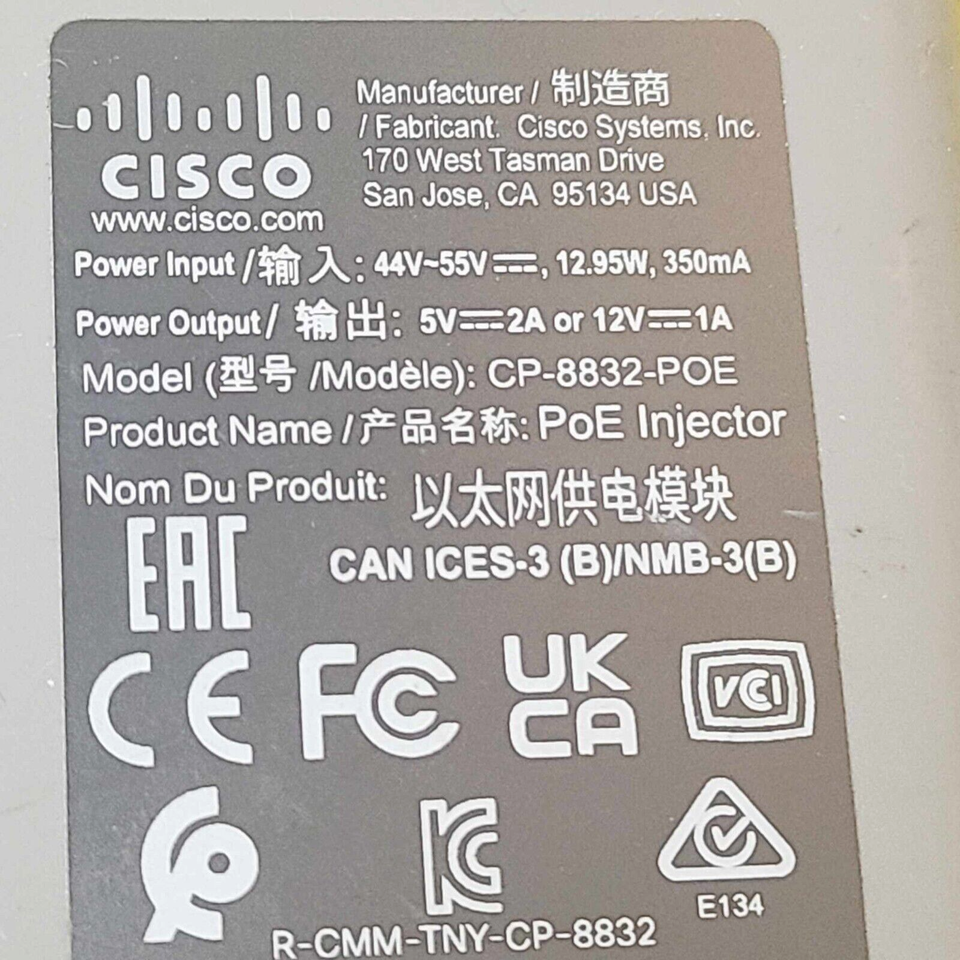 CISCO
www.cisco.com
Manufacturer / 制造商
/ Fabricant: Cisco Systems, Inc.
170 West Tasman Drive
San Jose, CA 95134 USA
Power Input / 输入: 44V~55V⎓, 12.95W, 350mA
Power Output / 输出: 5V⎓2A or 12V⎓1A
Model (型号 /Modèle): CP-8832-POE
Product Name / 产品名称: PoE Injector
Nom Du Produit: 以太网供电模块
EAC
CAN ICES-3 (B)/NMB-3(B)
CE FC UK CA VCI
KC
E134
R-CMM-TNY-CP-8832